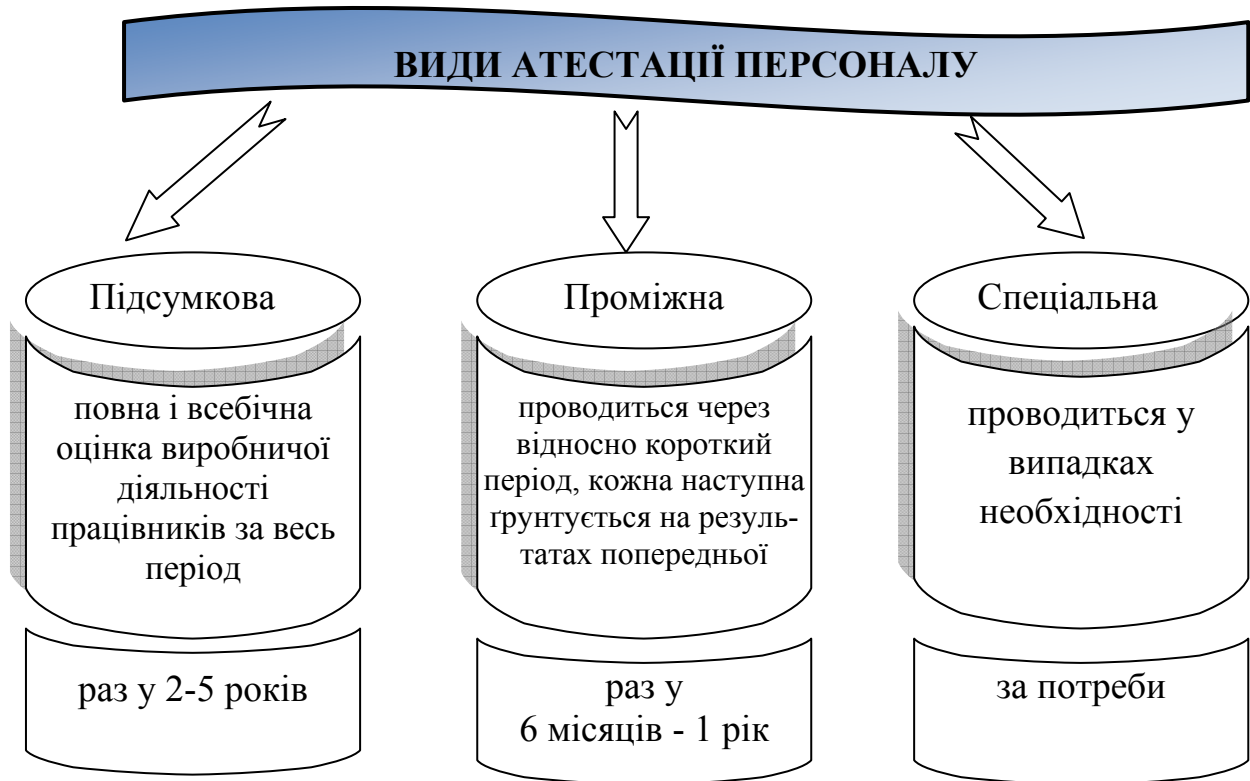 ВИДИ АТЕСТАЦІЇ ПЕРСОНАЛУ
Підсумкова
повна і всебічна
оцінка виробничої
діяльності
працівників за весь
період
раз у 2-5 років
Проміжна
проводиться через
відносно короткий
період, кожна наступна
ґрунтується на резуль-
татах попередньої
раз у
6 місяців - 1 рік
Спеціальна
проводиться у
випадках
необхідності
за потреби